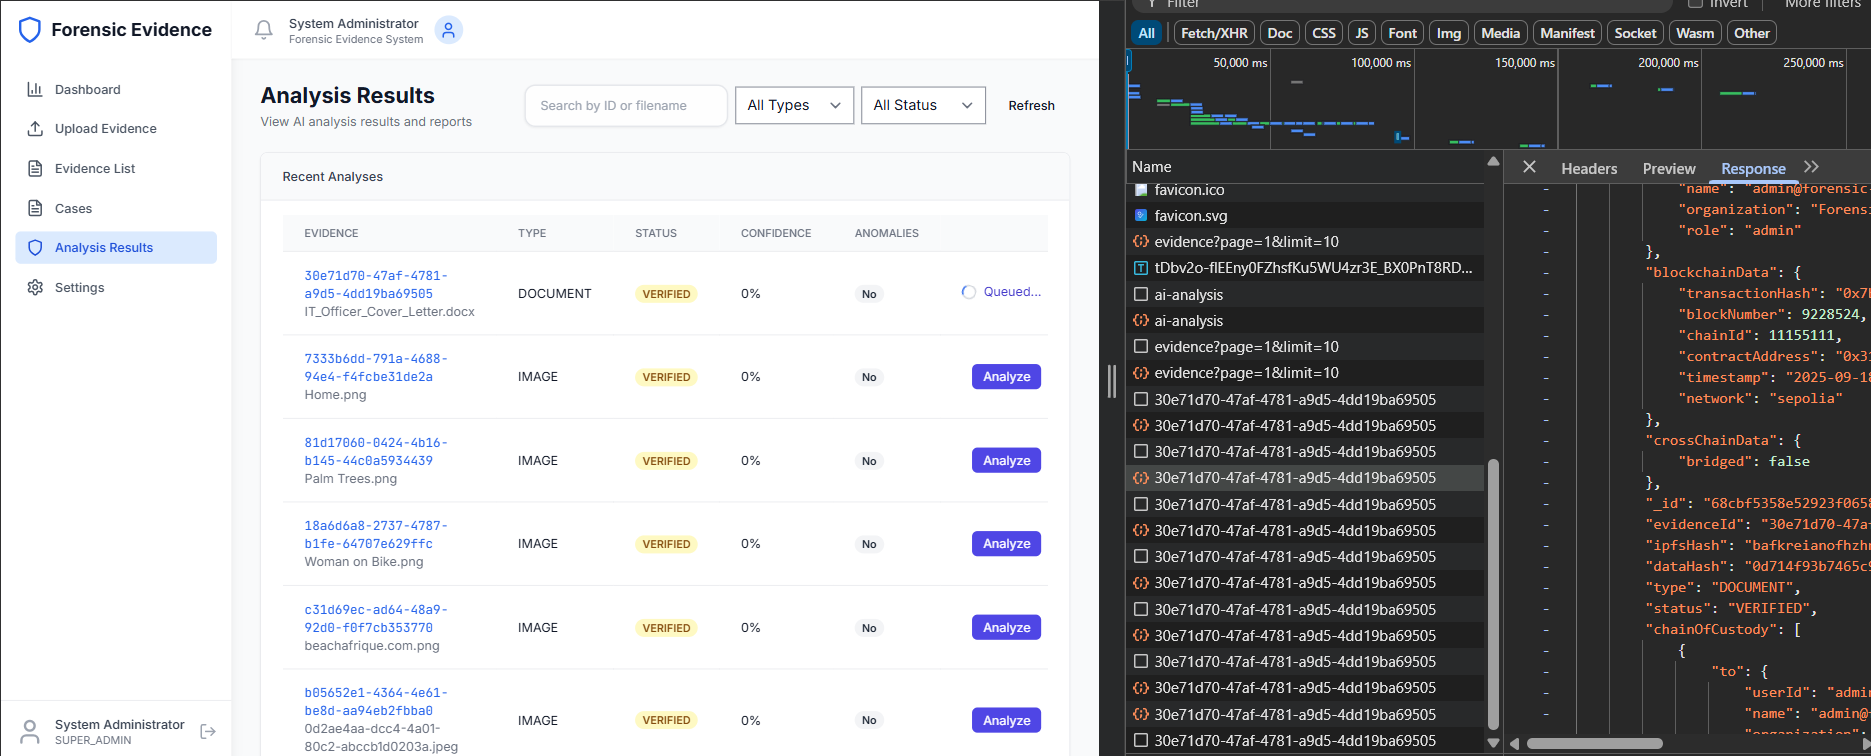 Forensic Evidence
System Administrator
Forensic Evidence System
Dashboard
Upload Evidence
Evidence List
Cases
Analysis Results
Settings
System Administrator
SUPER_ADMIN
Analysis Results
View AI analysis results and reports
Search by ID or filename
All Types
All Status
Refresh
Recent Analyses
EVIDENCE TYPE STATUS CONFIDENCE ANOMALIES
30e71d70-47af-4781-
a9d5-4dd19ba69505
IT_Officer_Cover_Letter.docx
DOCUMENT VERIFIED 0% No Queued...
7333b6dd-791a-4688-
94e4-f4fcbe31de2a
Home.png
IMAGE VERIFIED 0% No Analyze
81d17060-0424-4b16-
b145-44c0a5934439
Palm Trees.png
IMAGE VERIFIED 0% No Analyze
18a6d6a8-2737-4787-
b1fe-64707e629ffc
Woman on Bike.png
IMAGE VERIFIED 0% No Analyze
c31d69ec-ad64-48a9-
92d0-f0f7cb353770
beachafrique.com.png
IMAGE VERIFIED 0% No Analyze
b05652e1-4364-4e61-
be8d-aa94eb2fbba0
0d2ae4aa-dcc4-4a01-
80c2-abccb1d0203a.jpeg
IMAGE VERIFIED 0% No Analyze
Filter Invert More filters
All Fetch/XHR Doc CSS JS Font Img Media Manifest Socket Wasm Other
50,000 ms 100,000 ms 150,000 ms 200,000 ms 250,000 ms
Name
favicon.ico
favicon.svg
evidence?page=1&limit=10
tDbv2o-flEEny0FZhsfKu5WU4zr3E_BX0PnT8RD...
ai-analysis
ai-analysis
evidence?page=1&limit=10
evidence?page=1&limit=10
30e71d70-47af-4781-a9d5-4dd19ba69505
30e71d70-47af-4781-a9d5-4dd19ba69505
30e71d70-47af-4781-a9d5-4dd19ba69505
30e71d70-47af-4781-a9d5-4dd19ba69505
30e71d70-47af-4781-a9d5-4dd19ba69505
30e71d70-47af-4781-a9d5-4dd19ba69505
30e71d70-47af-4781-a9d5-4dd19ba69505
30e71d70-47af-4781-a9d5-4dd19ba69505
30e71d70-47af-4781-a9d5-4dd19ba69505
30e71d70-47af-4781-a9d5-4dd19ba69505
30e71d70-47af-4781-a9d5-4dd19ba69505
30e71d70-47af-4781-a9d5-4dd19ba69505
30e71d70-47af-4781-a9d5-4dd19ba69505
30e71d70-47af-4781-a9d5-4dd19ba69505
Headers Preview Response
"name": "admin@forensic-
"organization": "Forens
"role": "admin"
},
"blockchainData": {
"transactionHash": "0x7
"blockNumber": 9228524,
"chainId": 11155111,
"contractAddress": "0x3
"timestamp": "2025-09-18
"network": "sepolia"
},
"crossChainData": {
"bridged": false
},
"_id": "68cbf5358e52923f065
"evidenceId": "30e71d70-47a
"ipfsHash": "bafkreianofhzh
"dataHash": "0d714f93b7465c
"type": "DOCUMENT",
"status": "VERIFIED",
"chainOfCustody": [
{
"to": {
"userId": "admi
"name": "admin@
"organization"